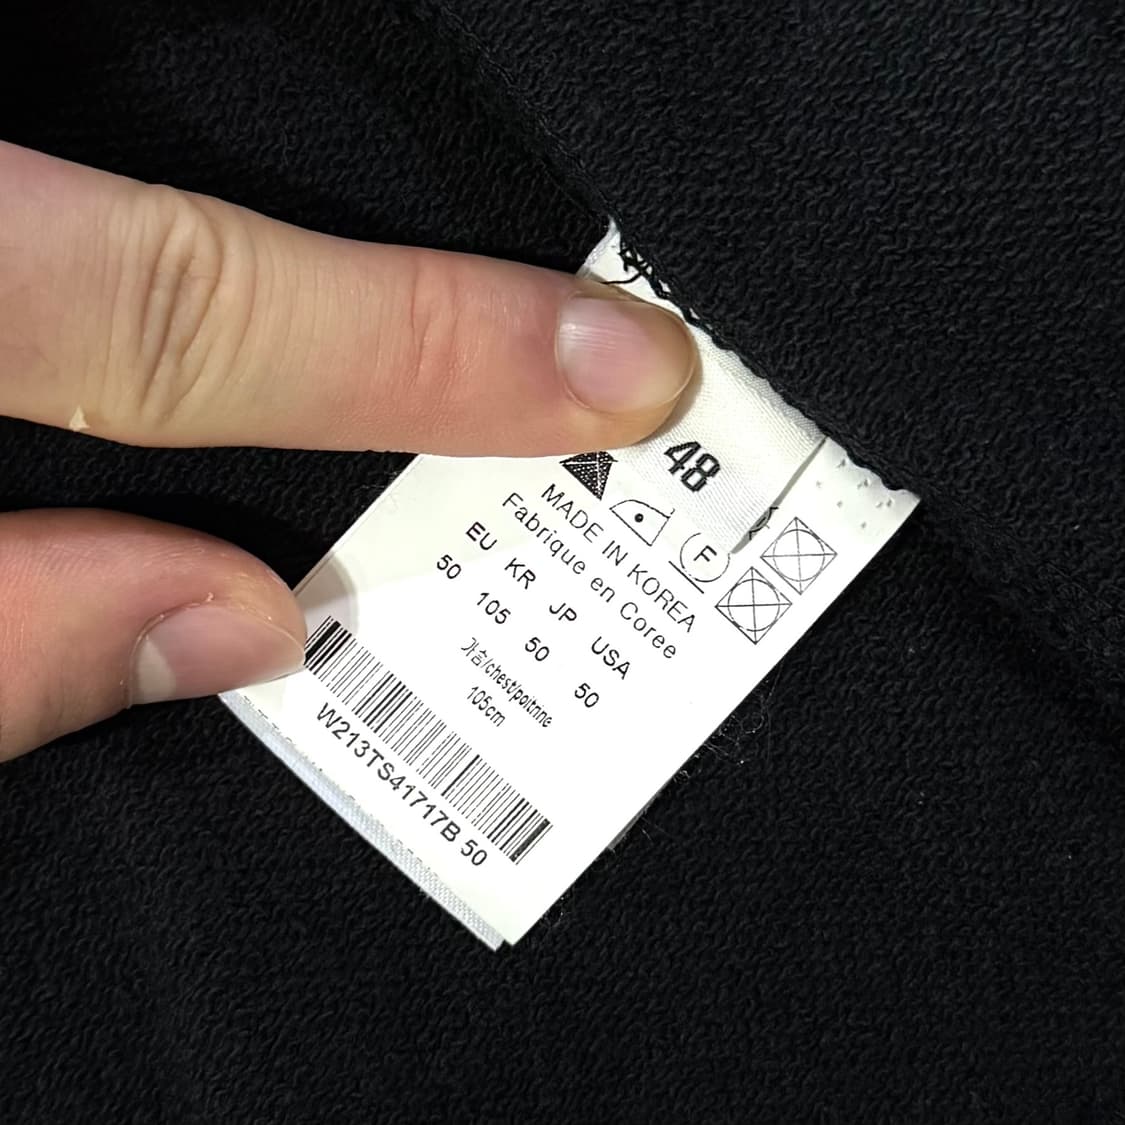 48
F
MADE IN KOREA
Fabrique en Coree
EU KR JP USA
50 105 50 50
가슴/chest/poitrine
105cm
W213TS41717B 50